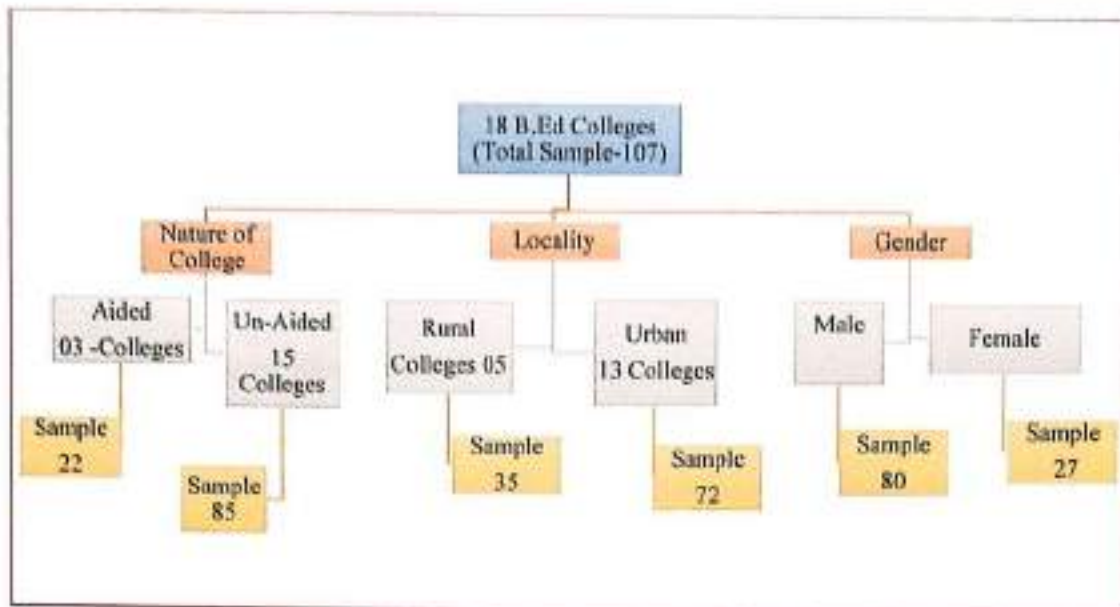 18 B.Ed Colleges
(Total Sample-107)
Nature of
College
Locality
Gender
Aided
03 -Colleges
Un-Aided
15
Colleges
Rural
Colleges 05
Urban
13 Colleges
Male
Female
Sample
22
Sample
85
Sample
35
Sample
72
Sample
80
Sample
27